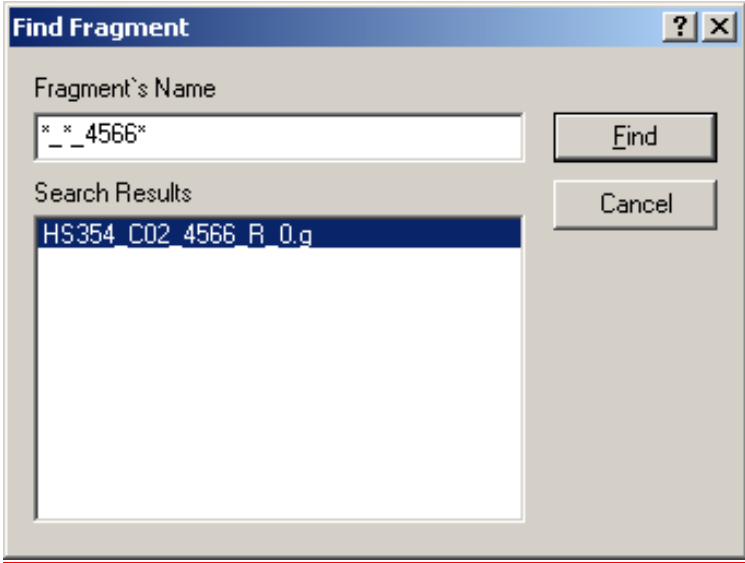 Find Fragment
Fragment`s Name
*_*_4566*
Find
Search Results
Cancel
HS354_C02_4566_R_0.g